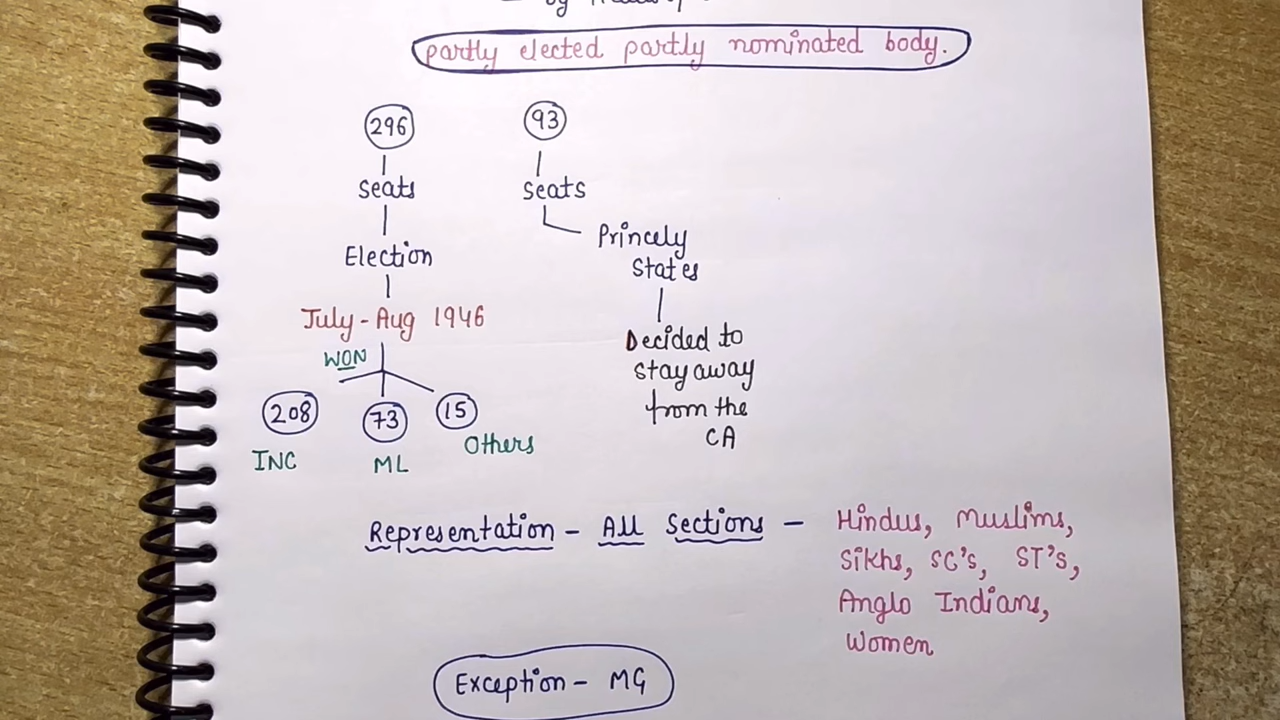 by
partly elected partly nominated body.
296 93
Seats Seats
Election
Princely
States
July-Aug 1946
WON
208 73 15
INC ML Others
Decided to
stay away
from the
CA
Representation - All Sections - Hindus, Muslims,
Sikhs, SC's, ST's,
Anglo Indians,
Women
Exception - MG